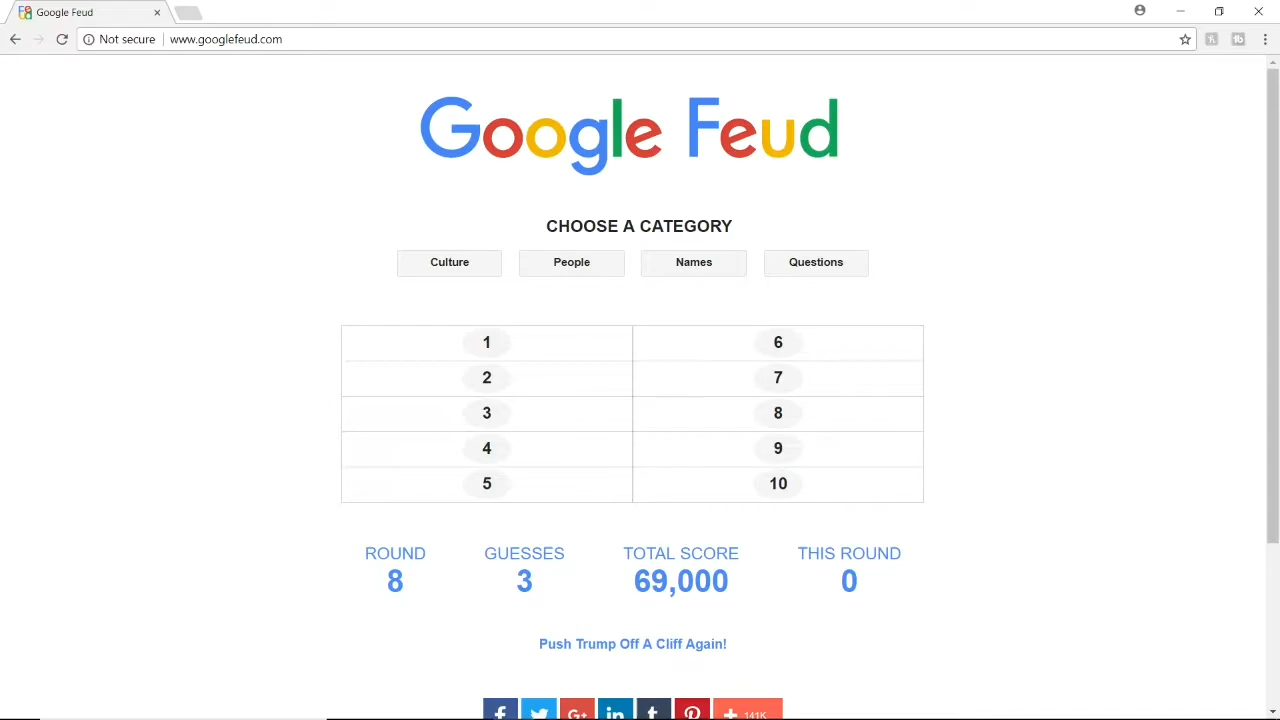 Google Feud
Not secure www.googlefeud.com
Google Feud
CHOOSE A CATEGORY
Culture People Names Questions
1 6
2 7
3 8
4 9
5 10
ROUND GUESSES TOTAL SCORE THIS ROUND
8 3 69,000 0
Push Trump Off A Cliff Again!
f G+ in t 141K